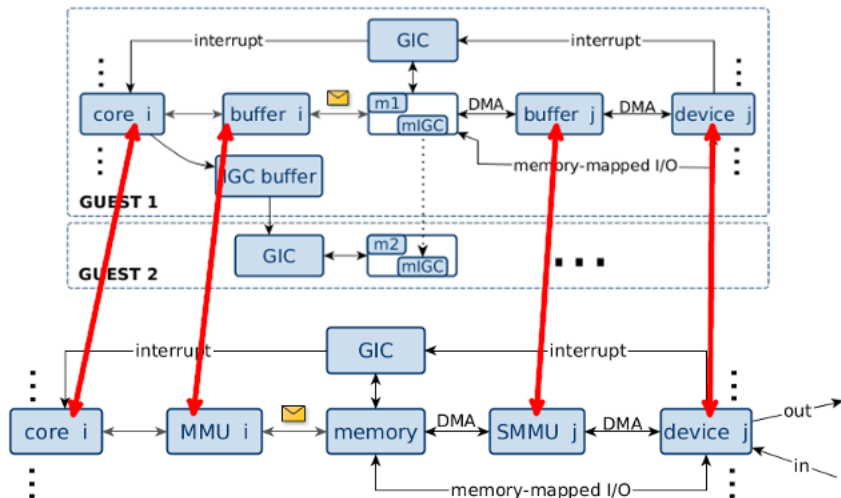 GIC
interrupt
interrupt
m1
DMA
DMA
core i
buffer i
mIGC
buffer j
device j
memory-mapped I/O
IGC buffer
GUEST 1
GIC
m2
mIGC
GUEST 2
GIC
interrupt
interrupt
core i
MMU i
memory
DMA
SMMU j
DMA
device j
out
in
memory-mapped I/O